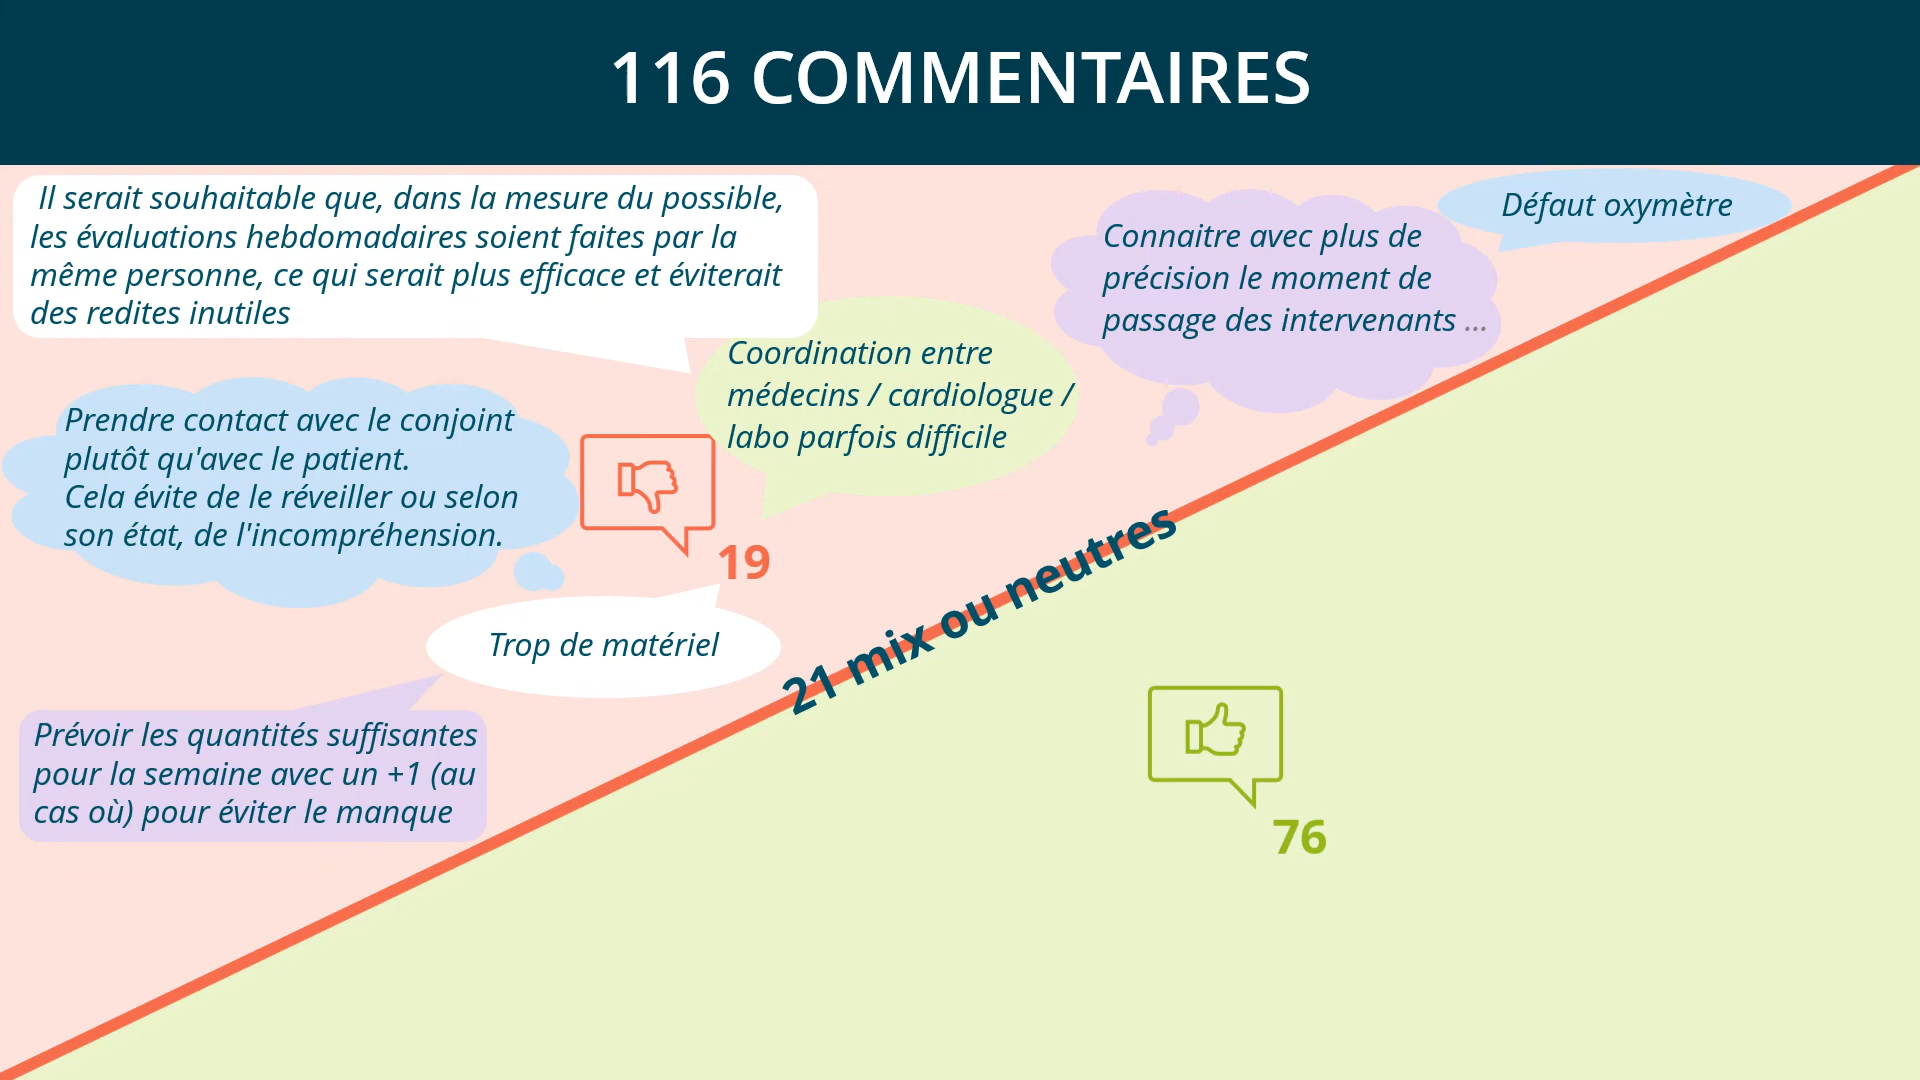 116 COMMENTAIRES
Il serait souhaitable que, dans la mesure du possible,
les évaluations hebdomadaires soient faites par la
même personne, ce qui serait plus efficace et éviterait
des redites inutiles
Défaut oxymètre
Connaitre avec plus de
précision le moment de
passage des intervenants ...
Coordination entre
médecins / cardiologue /
labo parfois difficile
Prendre contact avec le conjoint
plutôt qu'avec le patient.
Cela évite de le réveiller ou selon
son état, de l'incompréhension.
19
Trop de matériel
21 mix ou neutres
Prévoir les quantités suffisantes
pour la semaine avec un +1 (au
cas où) pour éviter le manque
76